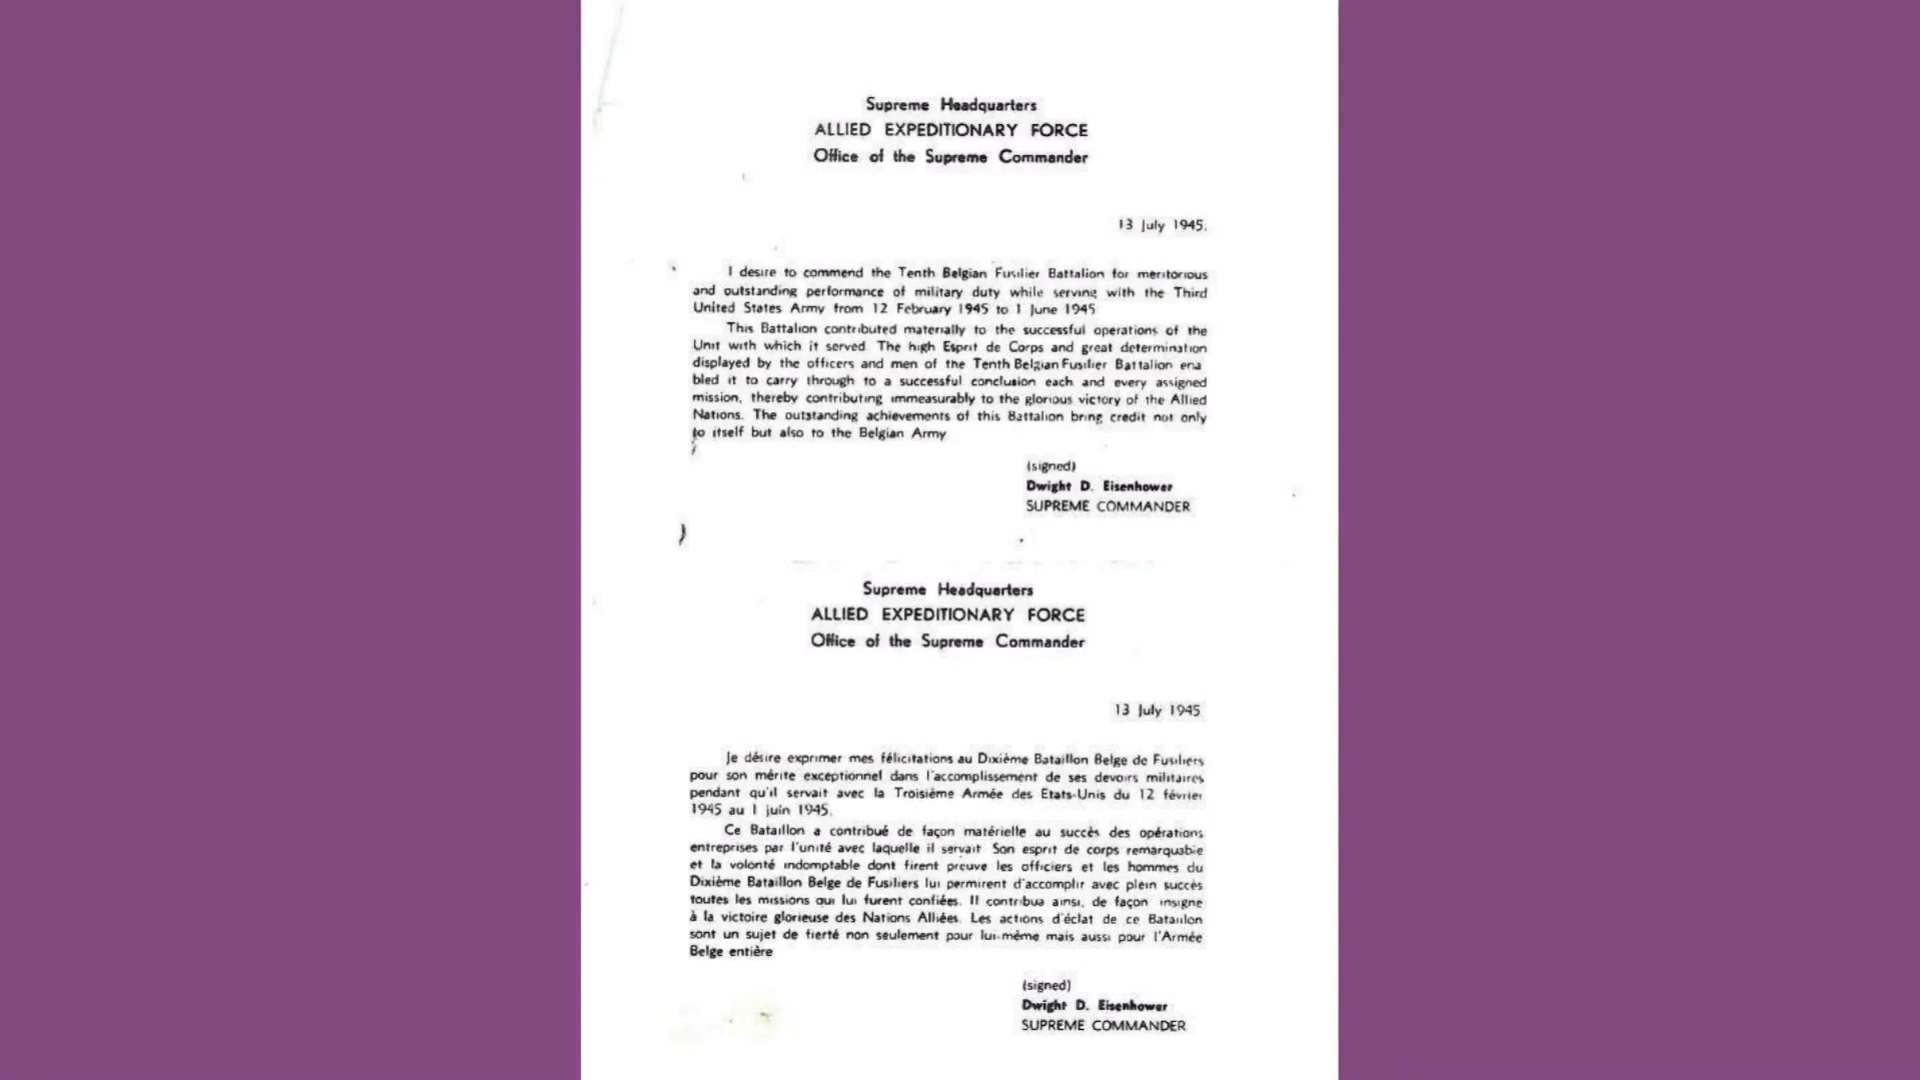 Supreme Headquarters
ALLIED EXPEDITIONARY FORCE
Office of the Supreme Commander
13 July 1945.
I desire to commend the Tenth Belgian Fusilier Battalion for meritorious
and outstanding performance of military duty while serving with the Third
United States Army from 12 February 1945 to 1 June 1945
This Battalion contributed materially to the successful operations of the
Unit with which it served. The high Esprit de Corps and great determination
displayed by the officers and men of the Tenth Belgian Fusilier Battalion ena
bled it to carry through to a successful conclusion each and every assigned
mission, thereby contributing immeasurably to the glorious victory of the Allied
Nations. The outstanding achievements of this Battalion bring credit not only
to itself but also to the Belgian Army
(signed)
Dwight D. Eisenhower
SUPREME COMMANDER
Supreme Headquarters
ALLIED EXPEDITIONARY FORCE
Office of the Supreme Commander
13 July 1945
Je désire exprimer mes félicitations au Dixième Bataillon Belge de Fusiliers
pour son mérite exceptionnel dans l'accomplissement de ses devoirs militaires
pendant qu'il servait avec la Troisième Armée des Etats-Unis du 12 février
1945 au 1 juin 1945.
Ce Bataillon a contribué de façon matérielle au succès des opérations
entreprises par l'unité avec laquelle il servait. Son esprit de corps remarquable
et la volonté indomptable dont firent preuve les officiers et les hommes du
Dixième Bataillon Belge de Fusiliers lui permirent d'accomplir avec plein succès
toutes les missions qui lui furent confiées. Il contribua ainsi, de façon insigne
à la victoire glorieuse des Nations Alliées. Les actions d'éclat de ce Bataillon
sont un sujet de fierté non seulement pour lui-même mais aussi pour l'Armée
Belge entière
(signed)
Dwight D. Eisenhower
SUPREME COMMANDER